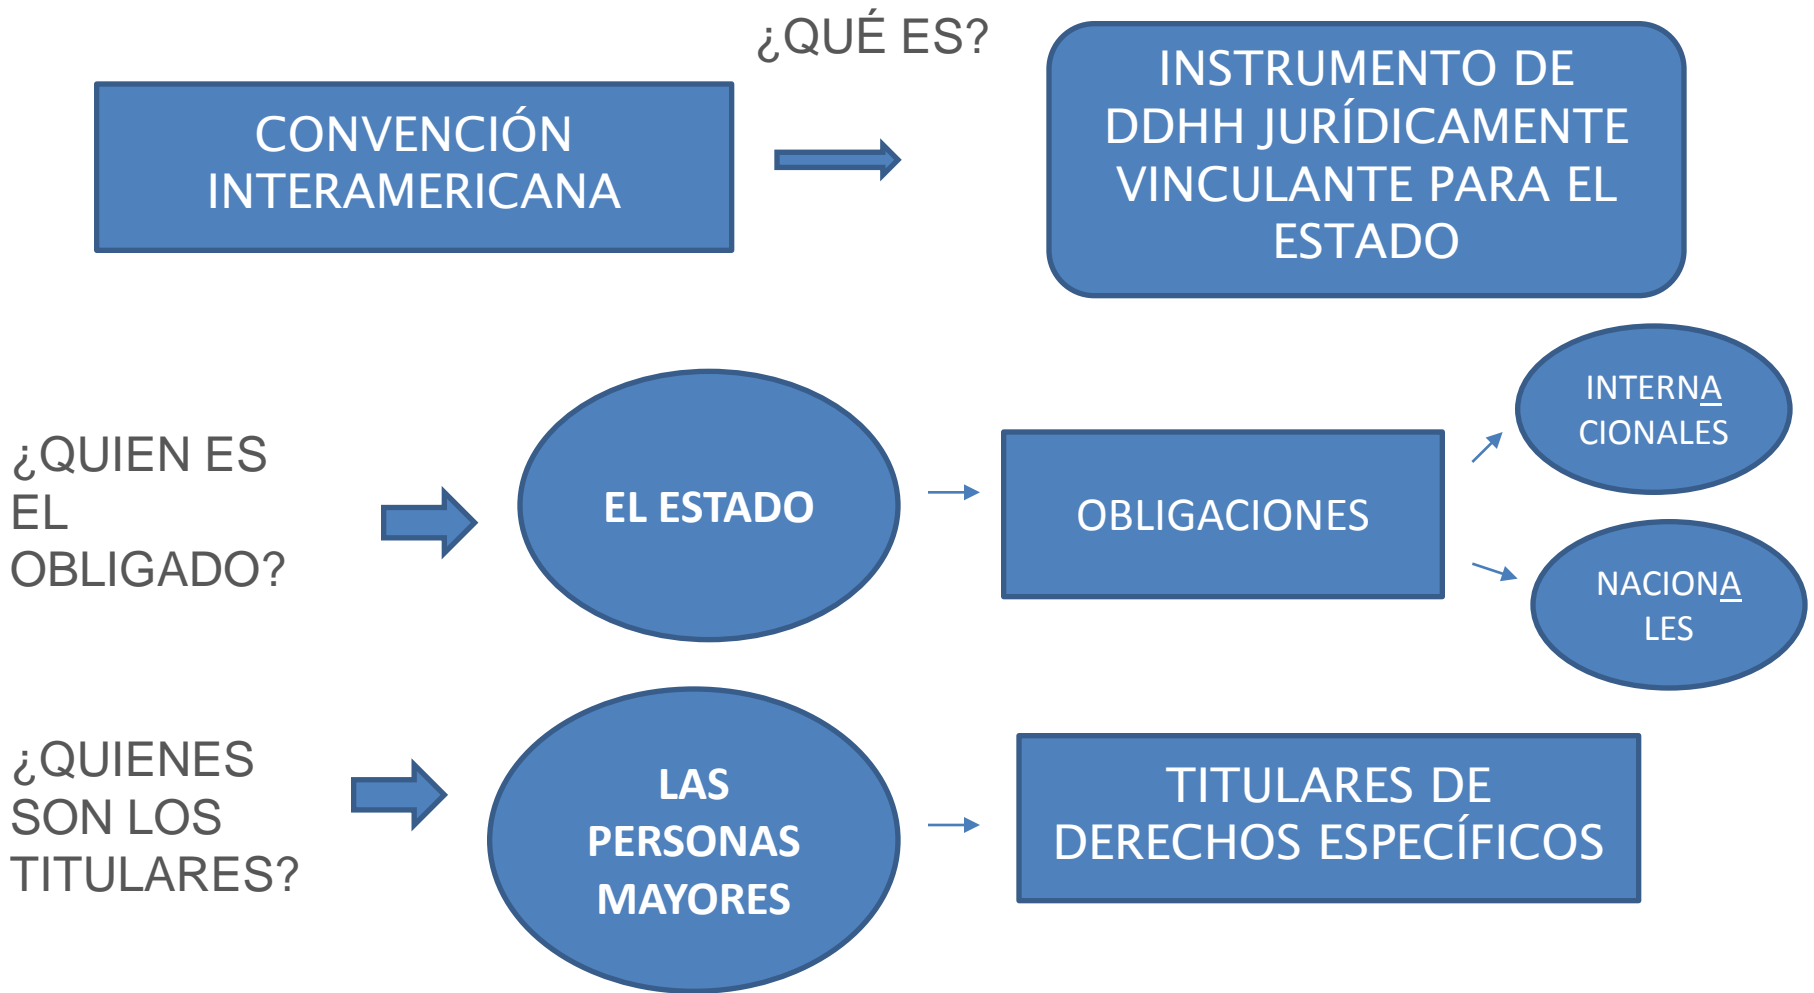 ¿QUÉ ES?
CONVENCIÓN
INTERAMERICANA
INSTRUMENTO DE
DDHH JURÍDICAMENTE
VINCULANTE PARA EL
ESTADO
¿QUIEN ES
EL
OBLIGADO?
EL ESTADO
OBLIGACIONES
INTERNA
CIONALES
NACIONA
LES
¿QUIENES
SON LOS
TITULARES?
LAS
PERSONAS
MAYORES
TITULARES DE
DERECHOS ESPECÍFICOS